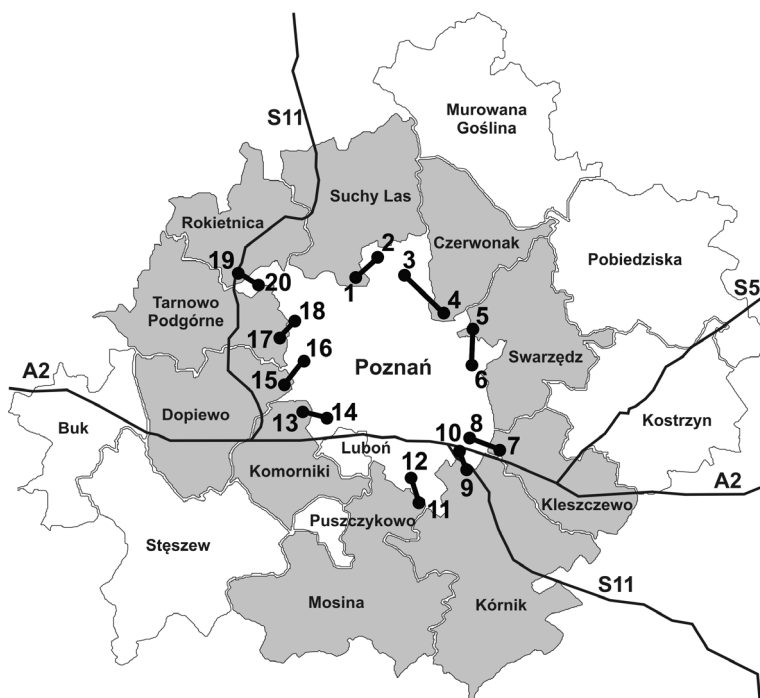 Murowana
Goślina
S11
Suchy Las
Rokietnica
Czerwonak
2
19
3
Pobiedziska
20
1
S5
Tarnowo
Podgórne
18
4
5
17
16
Swarzędz
Poznań
A2
15
6
13
14
Dopiewo
Buk
8
Kostrzyn
10
7
Luboń
12
9
Komorniki
A2
11
Kleszczewo
Puszczykowo
Stęszew
S11
Mosina
Kórnik